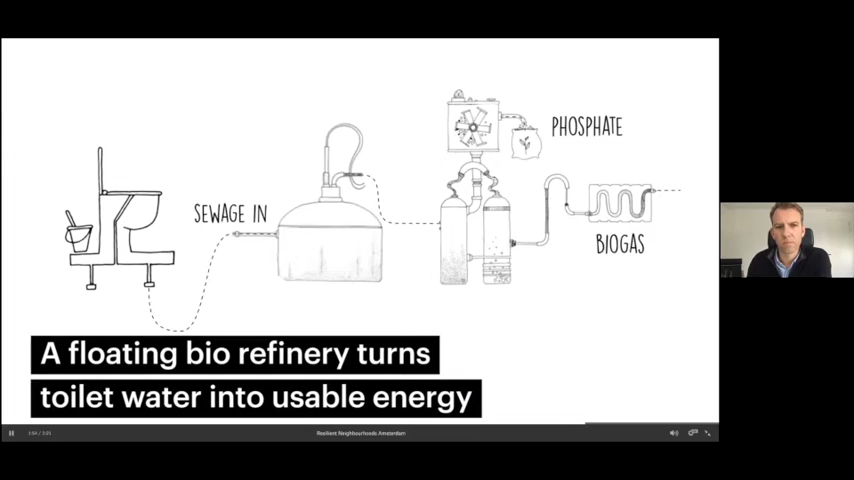 PHOSPHATE
SEWAGE IN
BIOGAS
A floating bio refinery turns
toilet water into usable energy
Resilient Neighbourhoods Amsterdam